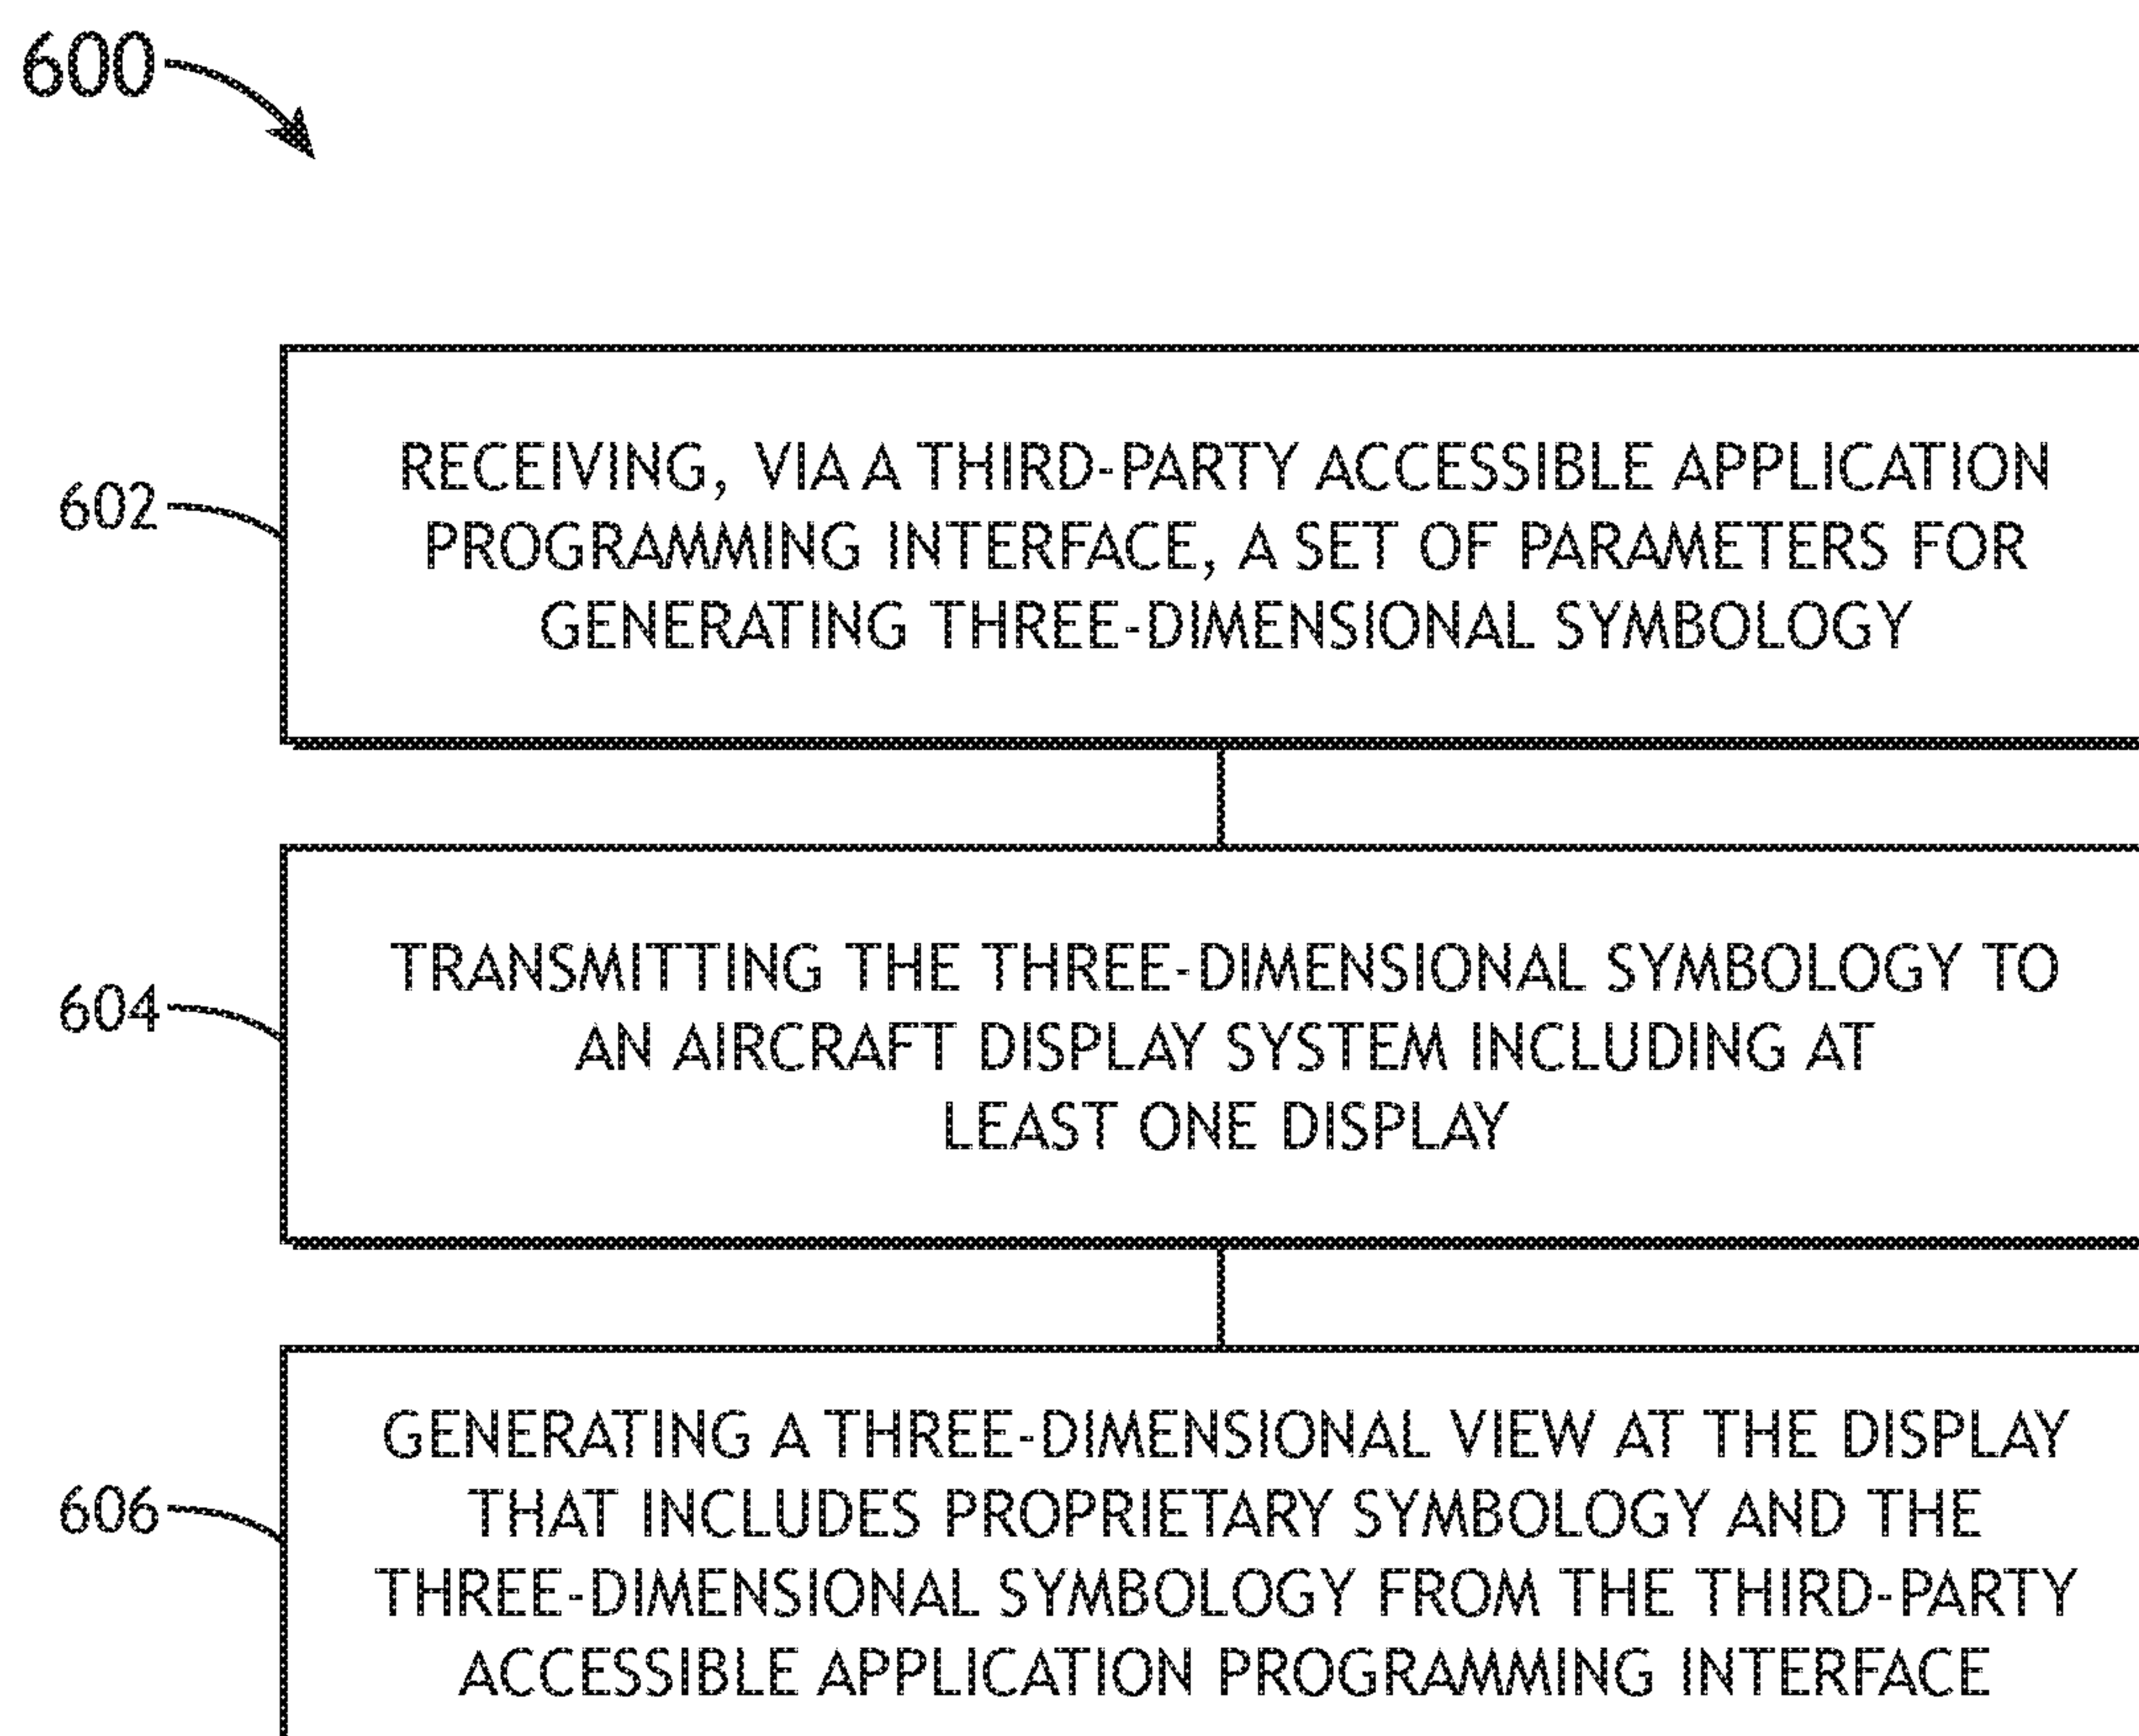 600
602
RECEIVING, VIA A THIRD-PARTY ACCESSIBLE APPLICATION
PROGRAMMING INTERFACE, A SET OF PARAMETERS FOR
GENERATING THREE-DIMENSIONAL SYMBOLOGY
604
TRANSMITTING THE THREE-DIMENSIONAL SYMBOLOGY TO
AN AIRCRAFT DISPLAY SYSTEM INCLUDING AT
LEAST ONE DISPLAY
606
GENERATING A THREE-DIMENSIONAL VIEW AT THE DISPLAY
THAT INCLUDES PROPRIETARY SYMBOLOGY AND THE
THREE-DIMENSIONAL SYMBOLOGY FROM THE THIRD-PARTY
ACCESSIBLE APPLICATION PROGRAMMING INTERFACE